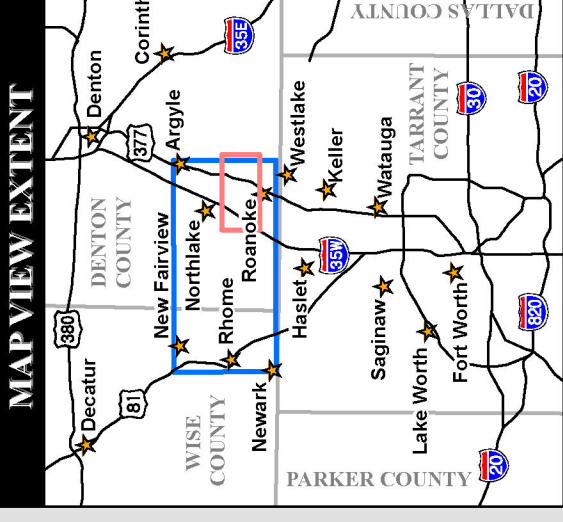 MAP VIEW EXTENT
Denton
Corinth
35E
DALLAS COUNTY
377
Argyle
Westlake
Keller
Watauga
TARRANT
COUNTY
30
20
DENTON
COUNTY
New Fairview
Northlake
Roanoke
35W
Haslet
Rhome
Saginaw
Lake Worth
Fort Worth
820
380
Decatur
81
WISE
COUNTY
Newark
PARKER COUNTY
20